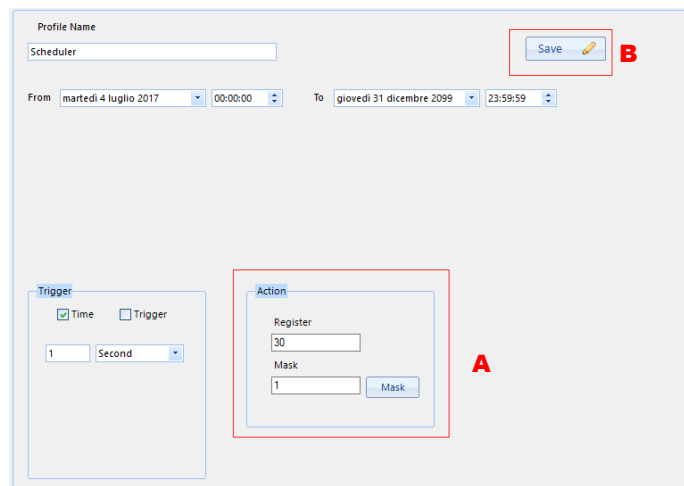 Profile Name
Scheduler
Save
B
From martedì 4 luglio 2017 00:00:00 To giovedì 31 dicembre 2099 23:59:59
Trigger
Time Trigger
1 Second
Action
Register
30
Mask
1 Mask
A